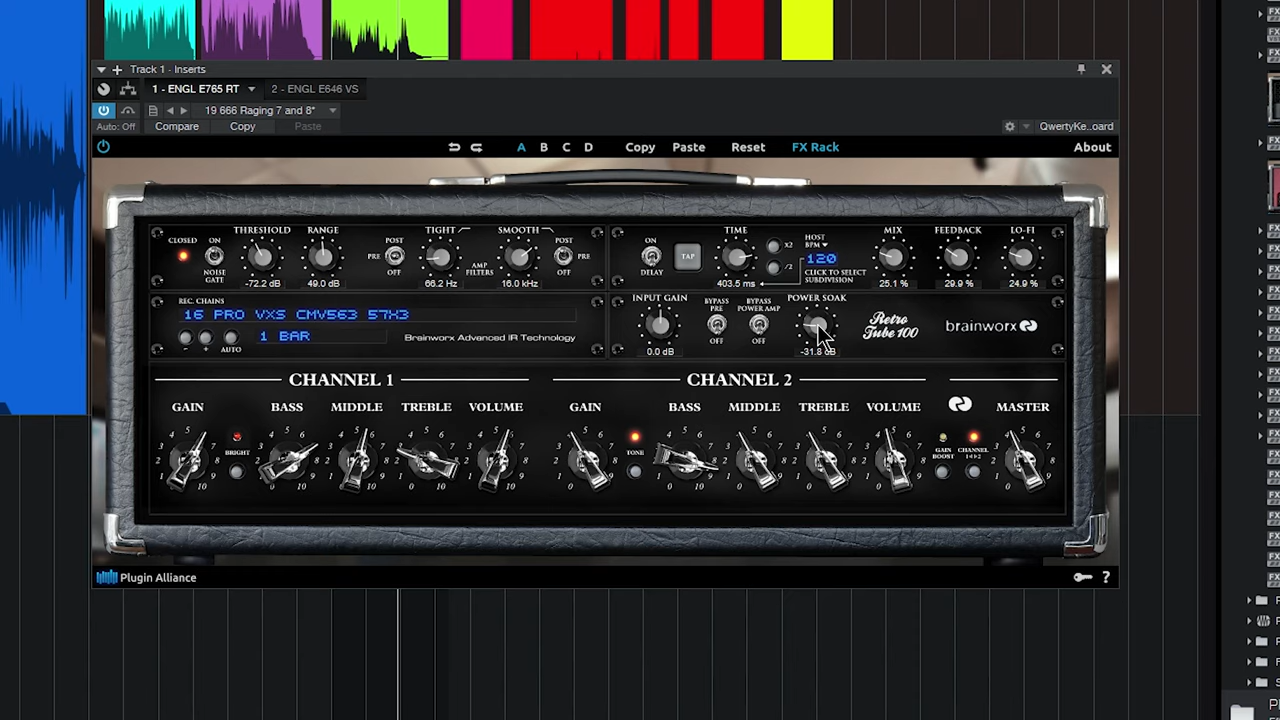 Track 1 - Inserts
1 - ENGL E765 RT
2 - ENGL E646 VS
19 666 Raging 7 and 8*
Auto: Off
Compare
Copy
Paste
QwertyKe..oard
A B C D
Copy
Paste
Reset
FX Rack
About
CLOSED
ON
NOISE GATE
THRESHOLD
-72.2 dB
RANGE
49.0 dB
PRE
POST
OFF
TIGHT
66.2 Hz
AMP FILTERS
SMOOTH
16.0 kHz
POST
OFF
PRE
ON
DELAY
TAP
TIME
403.5 ms
x2
/2
HOST BPM
120
CLICK TO SELECT
SUBDIVISION
MIX
25.1 %
FEEDBACK
29.9 %
LO-FI
24.9 %
REC. CHAINS
16 PRO VXS CMV563 57H3
- + AUTO
1 BAR
Brainworx Advanced IR Technology
INPUT GAIN
0.0 dB
BYPASS PRE
OFF
BYPASS POWER AMP
OFF
POWER SOAK
-31.8 dB
Retro
Tube 100
brainworx
CHANNEL 1
CHANNEL 2
GAIN
BRIGHT
BASS
MIDDLE
TREBLE
VOLUME
GAIN
TONE
BASS
MIDDLE
TREBLE
VOLUME
GAIN BOOST
CHANNEL
MASTER
Plugin Alliance
?